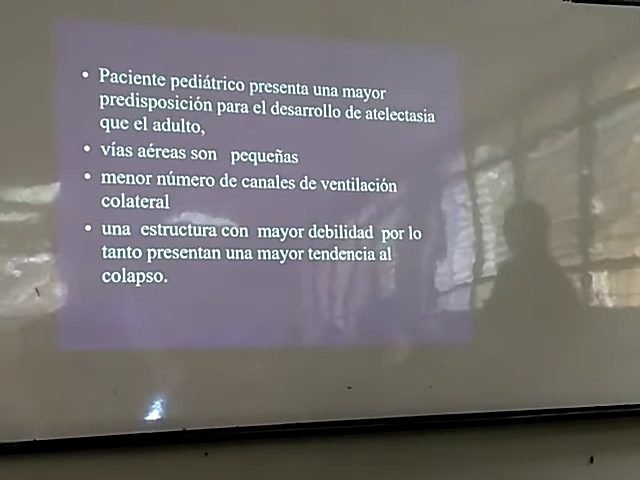 • Paciente pediátrico presenta una mayor
predisposición para el desarrollo de atelectasia
que el adulto,
• vías aéreas son pequeñas
• menor número de canales de ventilación
colateral
• una estructura con mayor debilidad por lo
tanto presentan una mayor tendencia al
colapso.